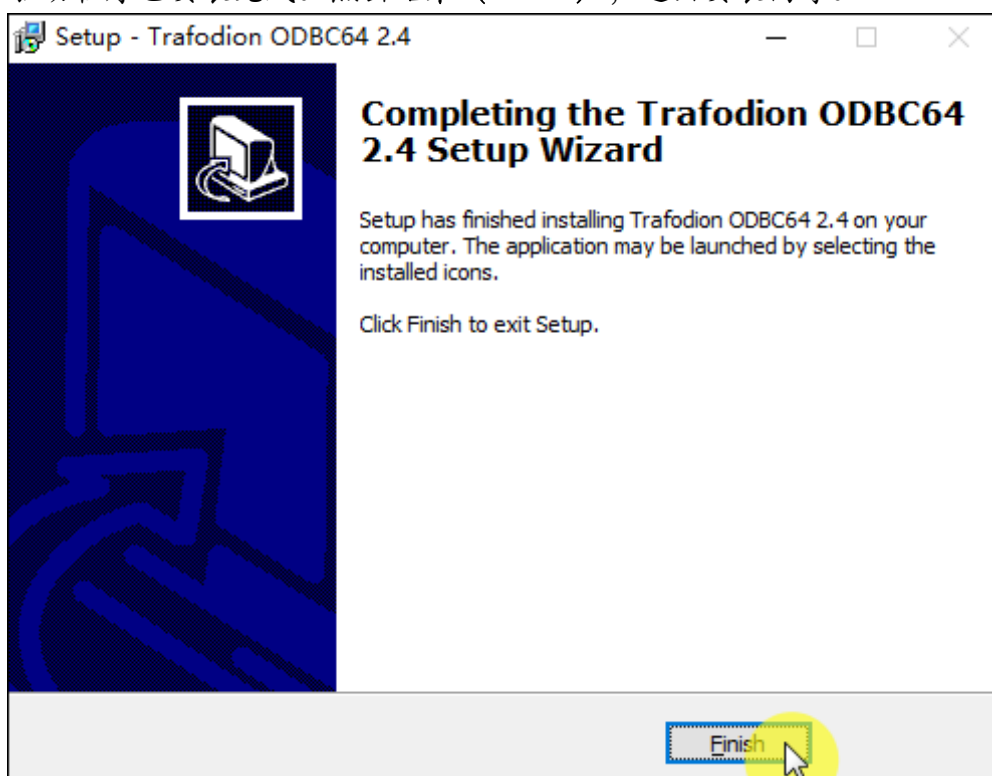 Setup - Trafodion ODBC64 2.4
Completing the Trafodion ODBC64
2.4 Setup Wizard
Setup has finished installing Trafodion ODBC64 2.4 on your
computer. The application may be launched by selecting the
installed icons.
Click Finish to exit Setup.
Finish